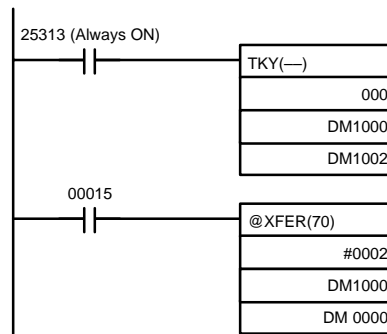 25313 (Always ON)
TKY(––)
000
DM1000
DM1002
00015
@XFER(70)
#0002
DM1000
DM 0000